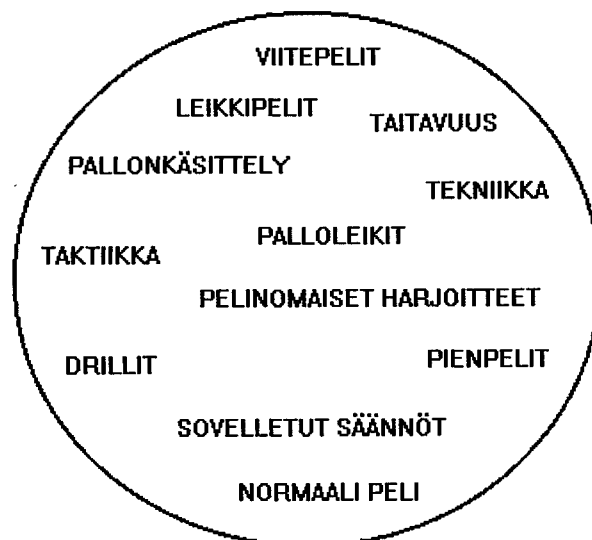 VIITEPELIT
LEIKKIPELIT
TAITAVUUS
PALLONKÄSITTELY
TEKNIIKKA
PALLOLEIKIT
TAKTIIKKA
PELINOMAISET HARJOITTEET
DRILLIT
PIENPELIT
SOVELLETUT SÄÄNNÖT
NORMAALI PELI